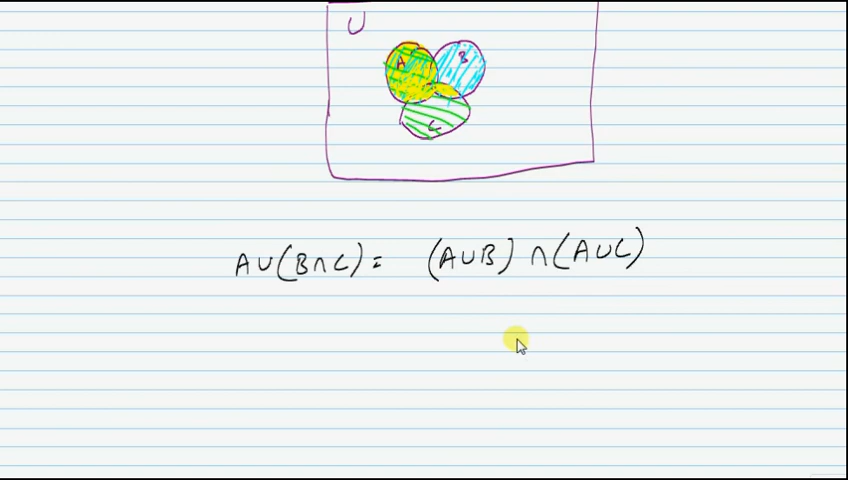 U
A B
C
A∪(B∩C) = (A∪B) ∩ (A∪C)